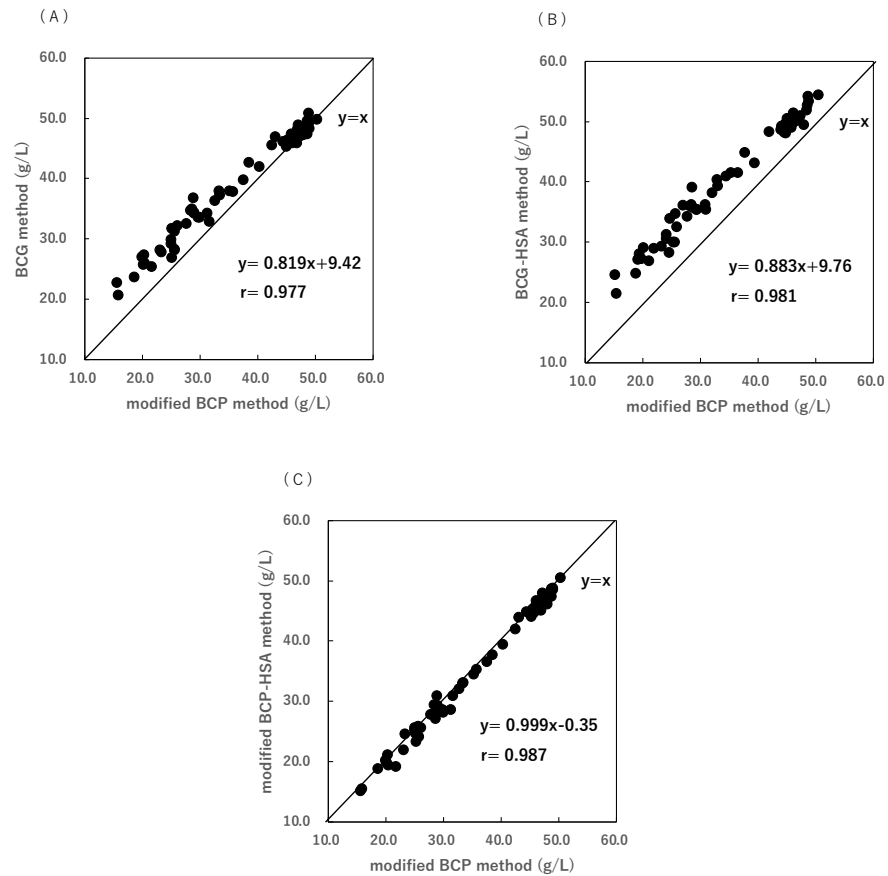 （A）
60.0
50.0
40.0
30.0
20.0
10.0
BCG method (g/L)
y=x
y= 0.819x+9.42
r= 0.977
10.0 20.0 30.0 40.0 50.0 60.0
modified BCP method (g/L)
（B）
60.0
50.0
40.0
30.0
20.0
10.0
BCG-HSA method (g/L)
y=x
y= 0.883x+9.76
r= 0.981
10.0 20.0 30.0 40.0 50.0 60.0
modified BCP method (g/L)
（C）
60.0
50.0
40.0
30.0
20.0
10.0
modified BCP-HSA method (g/L)
y=x
y= 0.999x-0.35
r= 0.987
10.0 20.0 30.0 40.0 50.0 60.0
modified BCP method (g/L)